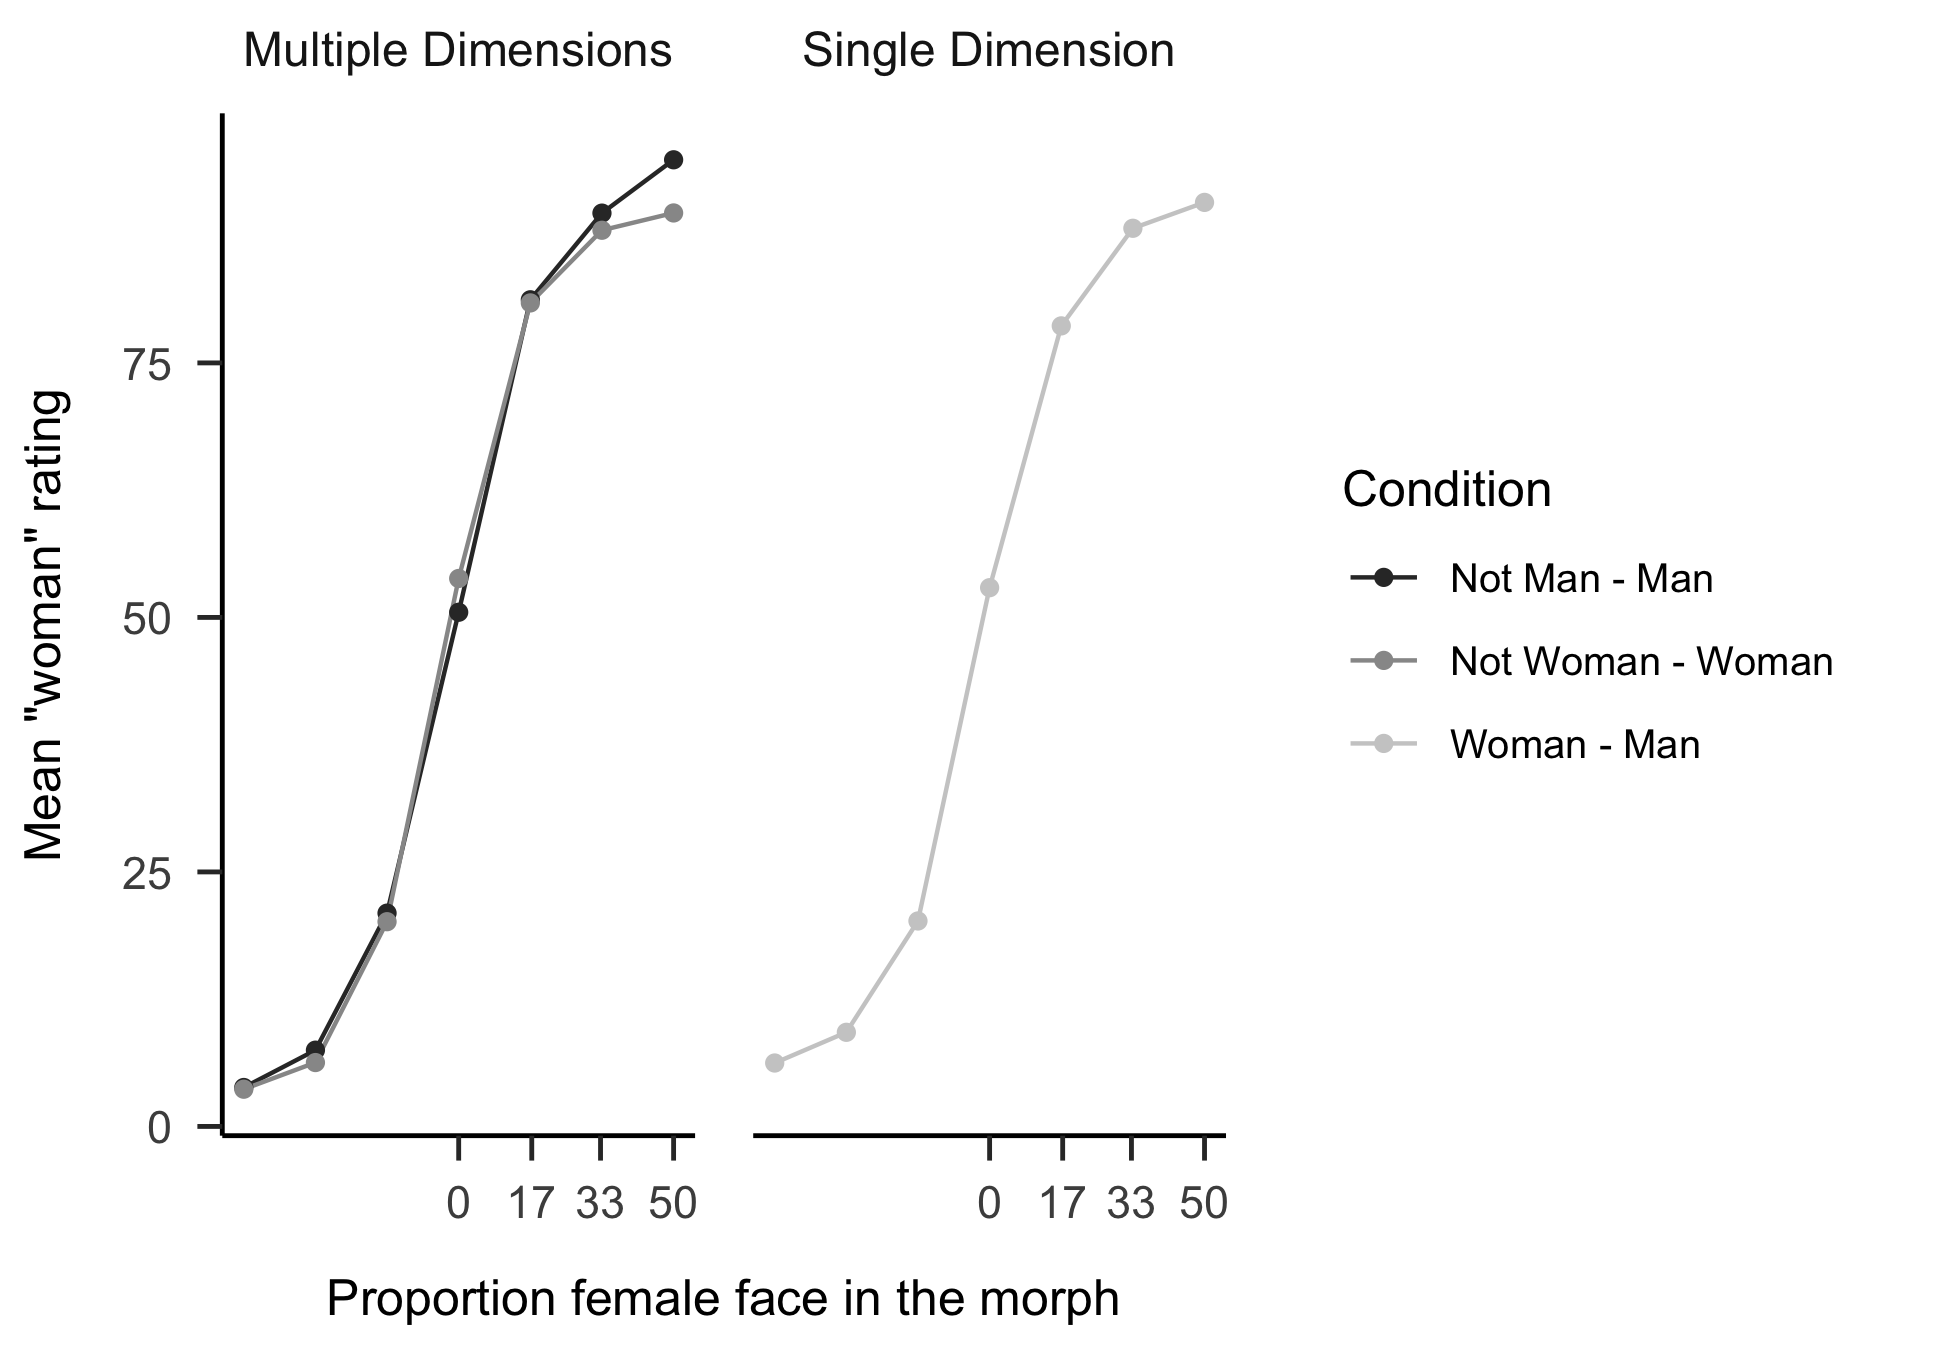 Multiple Dimensions
Single Dimension
Mean "woman" rating
75
50
25
0
0 17 33 50
0 17 33 50
Proportion female face in the morph
Condition
Not Man - Man
Not Woman - Woman
Woman - Man